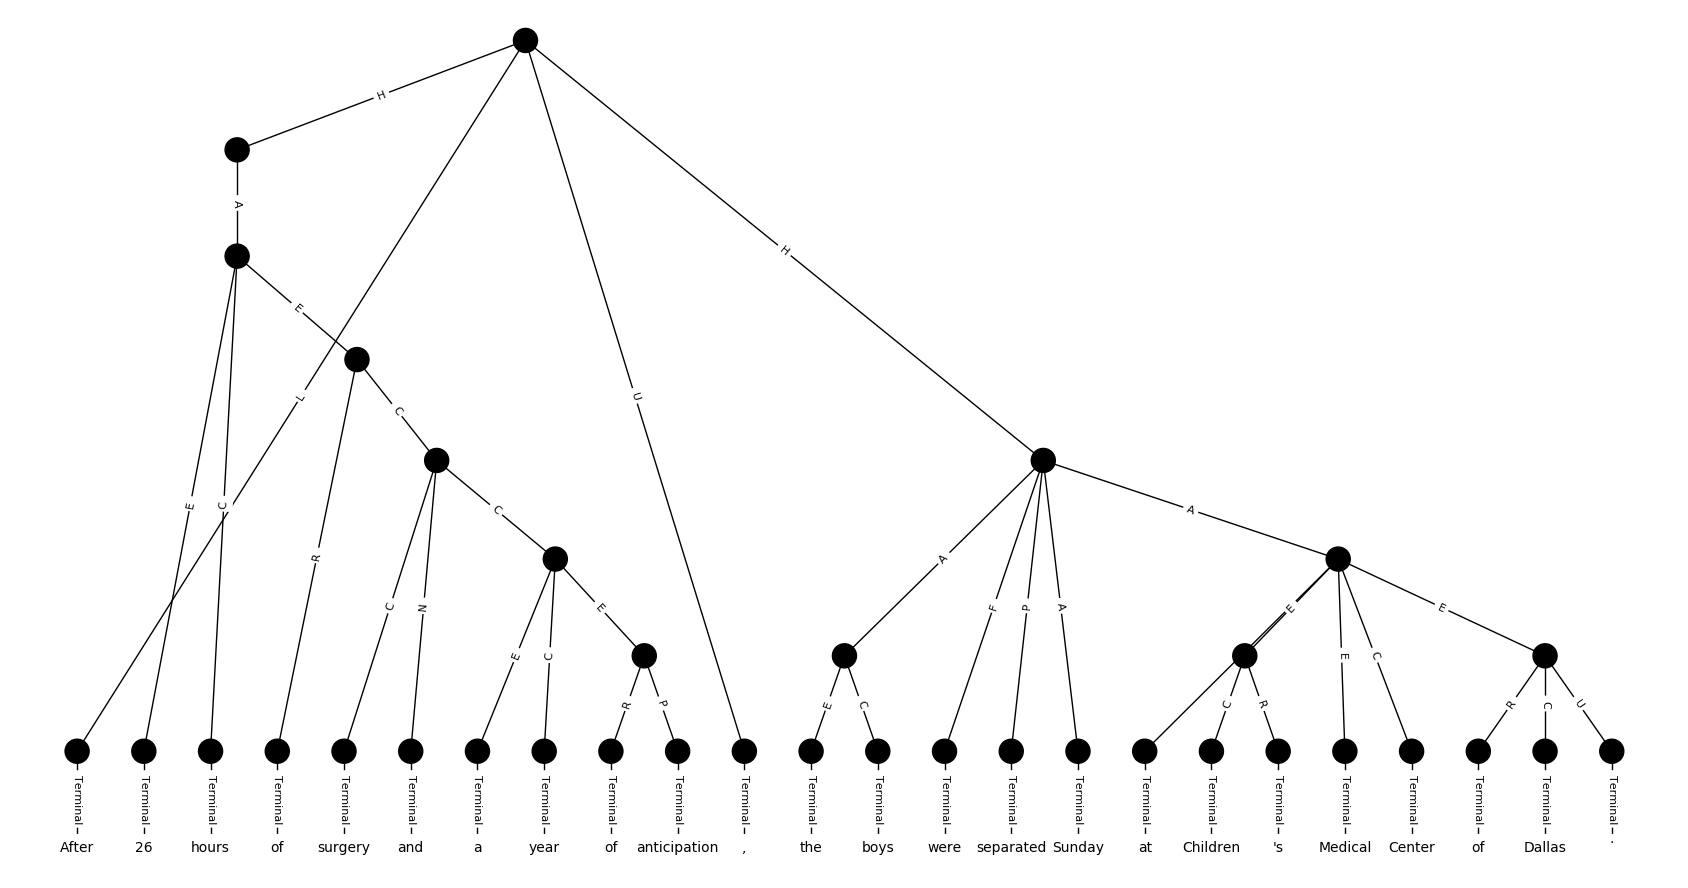 H
A
H
E
L
U
C
E
C
C
A
R
A
C
N
E
F
P
A
E
E
E
C
E
C
R
P
E
C
C
R
R
C
U
Terminal Terminal Terminal Terminal Terminal Terminal Terminal Terminal Terminal Terminal Terminal Terminal Terminal Terminal Terminal Terminal Terminal Terminal Terminal Terminal Terminal Terminal Terminal Terminal
After 26 hours of surgery and a year of anticipation , the boys were separated Sunday at Children 's Medical Center of Dallas .